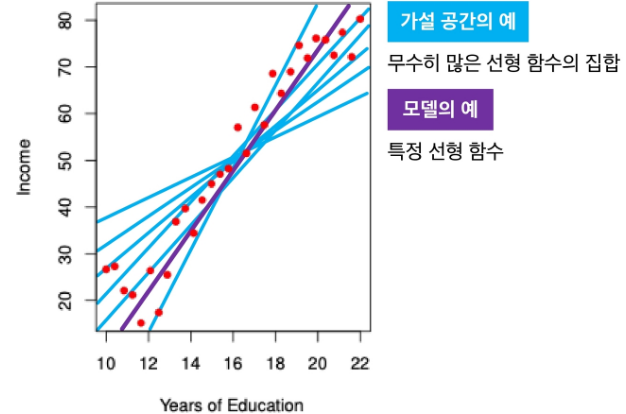 가설 공간의 예
무수히 많은 선형 함수의 집합
모델의 예
특정 선형 함수
Income
80
70
60
50
40
30
20
10 12 14 16 18 20 22
Years of Education